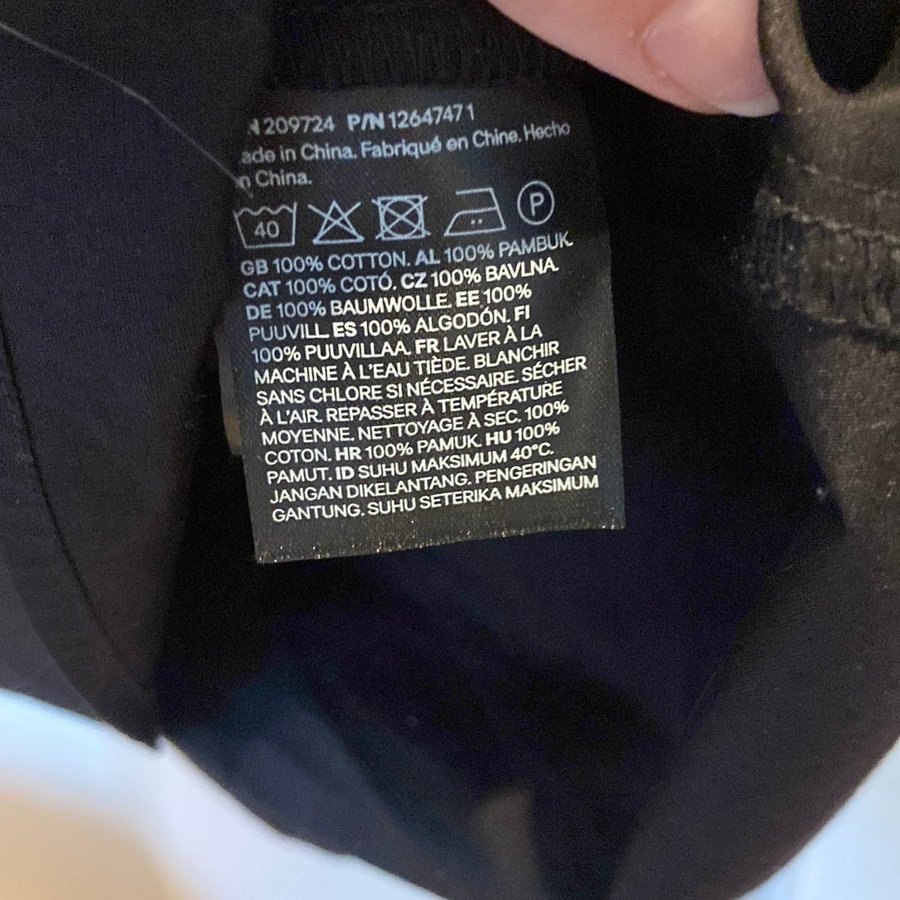 209724 P/N 12647471
ade in China. Fabriqué en Chine. Hecho
n China.
40 P
GB 100% COTTON. AL 100% PAMBUK.
CAT 100% COTÓ. CZ 100% BAVLNA.
DE 100% BAUMWOLLE. EE 100%
PUUVILL. ES 100% ALGODÓN. FI
100% PUUVILLAA. FR LAVER À LA
MACHINE À L'EAU TIÈDE. BLANCHIR
SANS CHLORE SI NÉCESSAIRE. SÉCHER
À L'AIR. REPASSER À TEMPÉRATURE
MOYENNE. NETTOYAGE À SEC. 100%
COTON. HR 100% PAMUK. HU 100%
PAMUT. ID SUHU MAKSIMUM 40°C.
JANGAN DIKELANTANG. PENGERINGAN
GANTUNG. SUHU SETERIKA MAKSIMUM